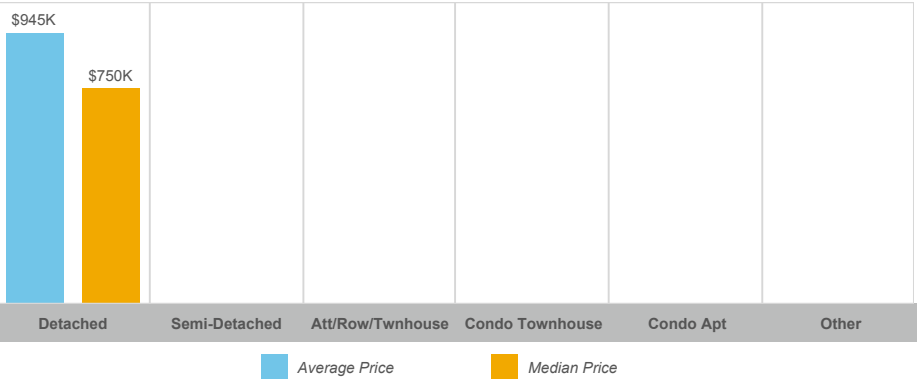 $945K
$750K
Detached Semi-Detached Att/Row/Twnhouse Condo Townhouse Condo Apt Other
Average Price Median Price